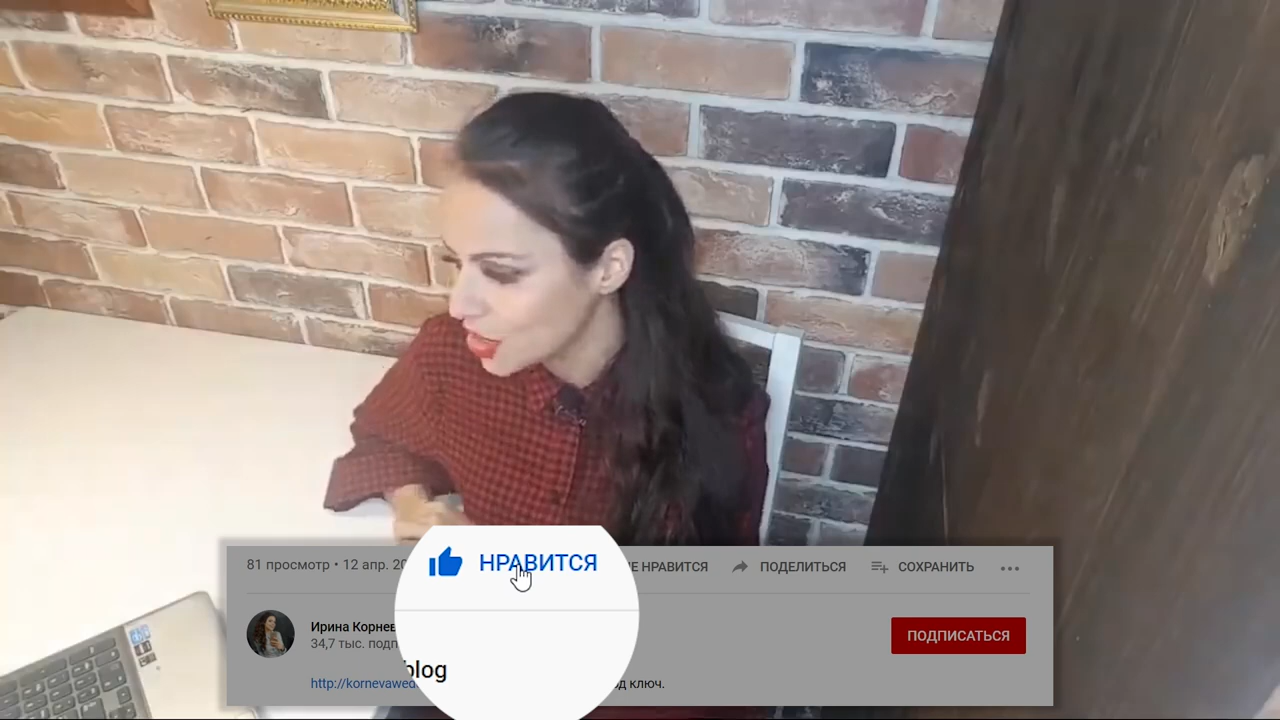 81 просмотр • 12 апр. 20
НРАВИТСЯ
Е НРАВИТСЯ
ПОДЕЛИТЬСЯ
СОХРАНИТЬ
Ирина Корнев
34,7 тыс. подп
ПОДПИСАТЬСЯ
blog
http://kornevawed
д ключ.